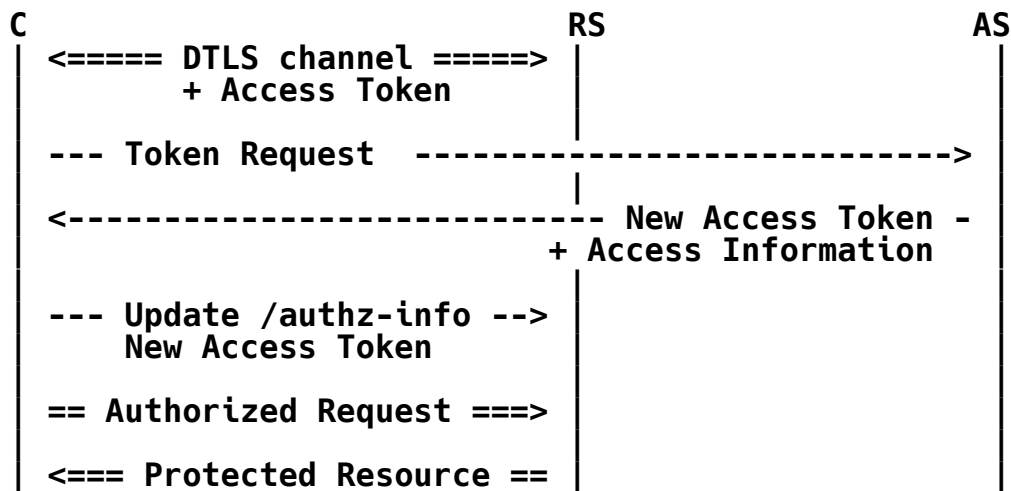 C RS AS
<===== DTLS channel =====>
+ Access Token
--- Token Request ---------------------------->
<---------------------------- New Access Token -
+ Access Information
--- Update /authz-info -->
New Access Token
== Authorized Request ===>
<=== Protected Resource ==